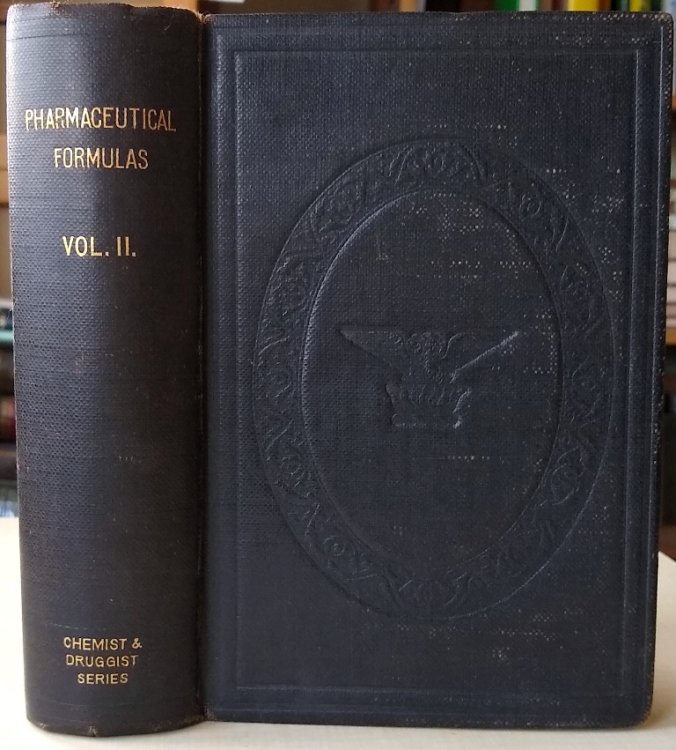 PHARMACEUTICAL
FORMULAS
VOL. II.
CHEMIST &
DRUGGIST
SERIES